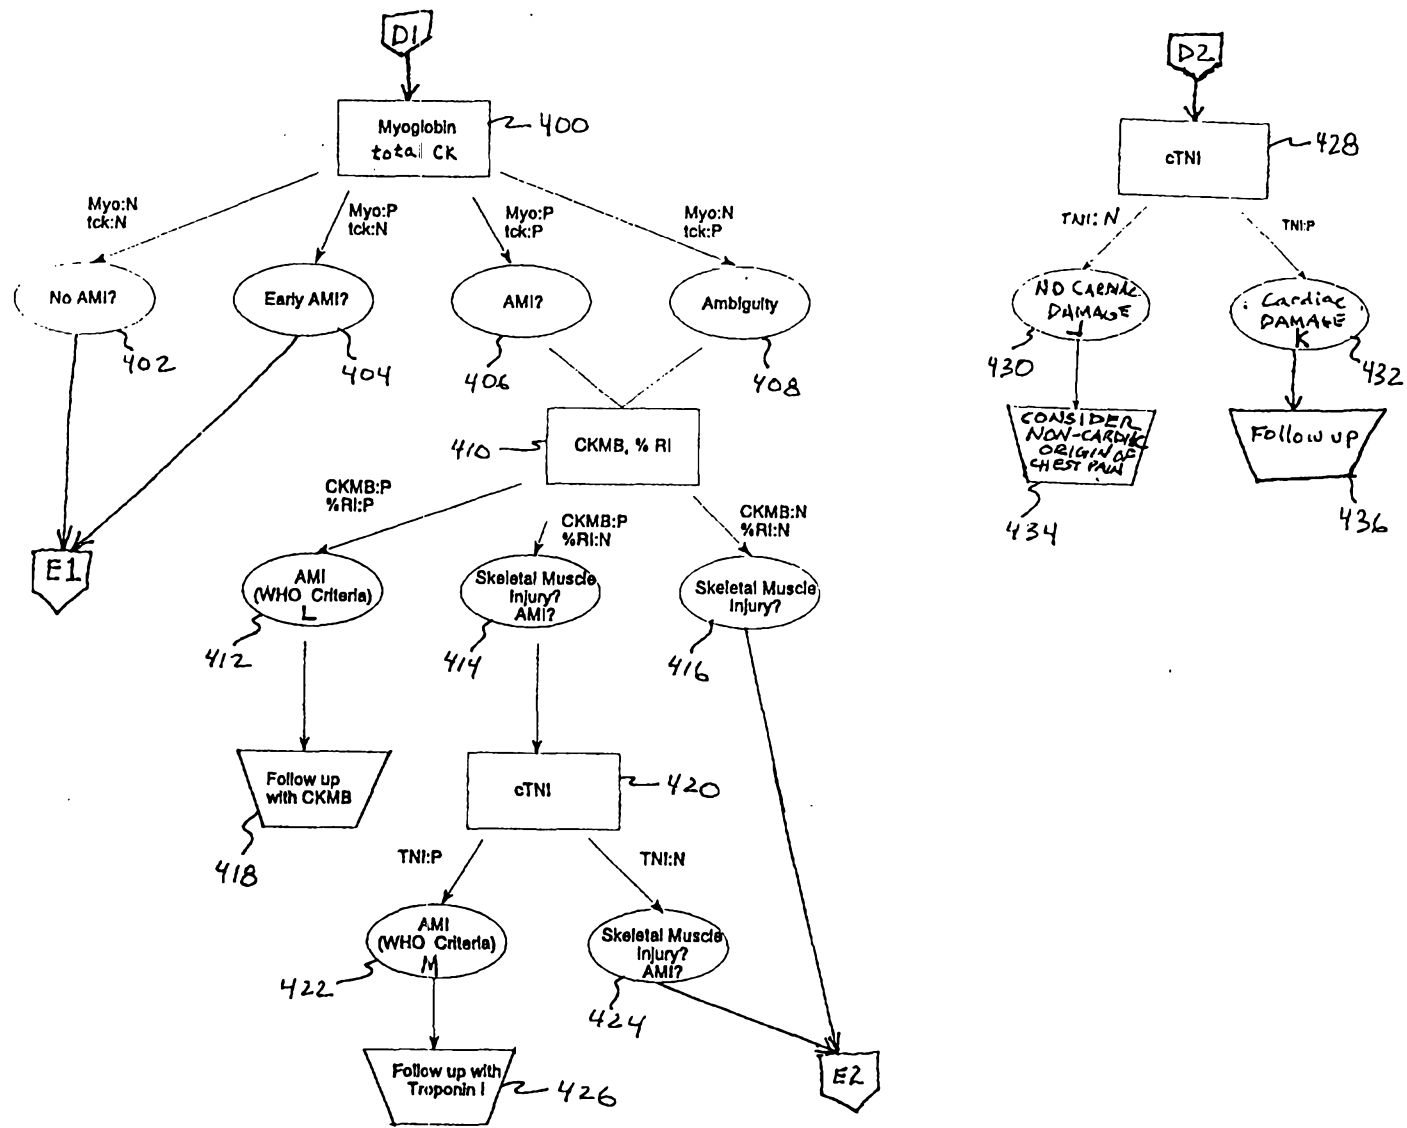 D1
Myoglobin
total CK
400
Myo:N
tck:N
Myo:P
tck:N
Myo:P
tck:P
Myo:N
tck:P
No AMI?
402
Early AMI?
404
AMI?
406
Ambiguity
408
410
CKMB, % RI
CKMB:P
%RI:P
CKMB:P
%RI:N
CKMB:N
%RI:N
E1
AMI
(WHO Criteria)
L
412
Skeletal Muscle
Injury?
AMI?
414
Skeletal Muscle
Injury?
416
Follow up
with CKMB
418
cTNI
420
TNI:P
TNI:N
AMI
(WHO Criteria)
M
422
Skeletal Muscle
Injury?
AMI?
424
Follow up with
Troponin I
426
E2
D2
cTNI
428
TNI:N
TNI:P
NO CARDIAC
DAMAGE
J
430
Cardiac
DAMAGE
K
432
CONSIDER
NON-CARDIAC
ORIGIN OF
CHEST PAIN
434
Follow up
436